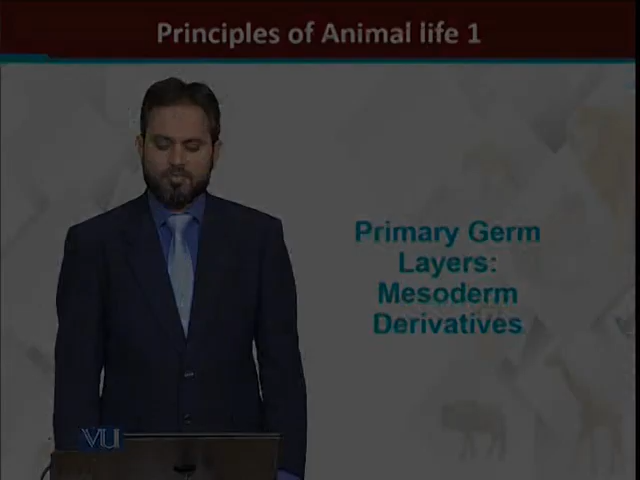 Principles of Animal life 1
Primary Germ
Layers:
Mesoderm
Derivatives
VU